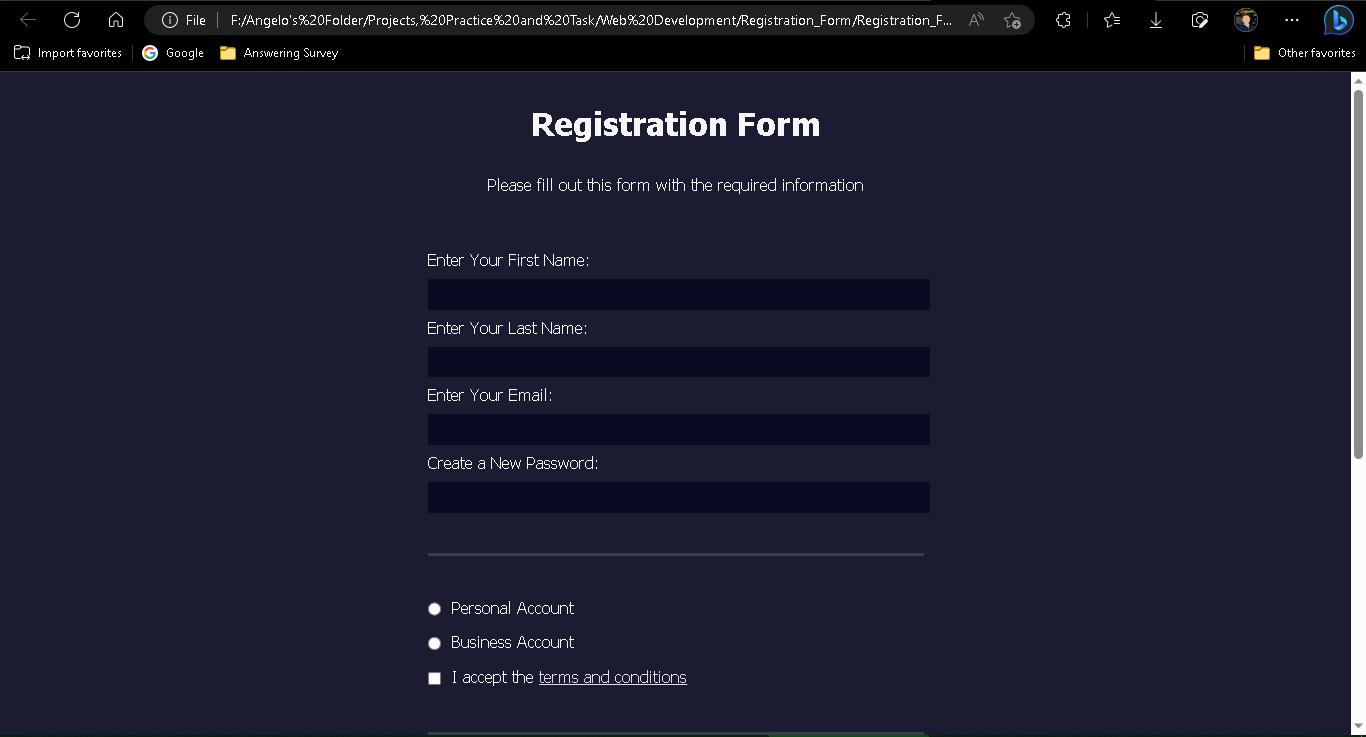 File F:/Angelo's%20Folder/Projects,%20Practice%20and%20Task/Web%20Development/Registration_Form/Registration_F...
Import favorites Google Answering Survey Other favorites
Registration Form
Please fill out this form with the required information
Enter Your First Name:
Enter Your Last Name:
Enter Your Email:
Create a New Password:
Personal Account
Business Account
I accept the terms and conditions